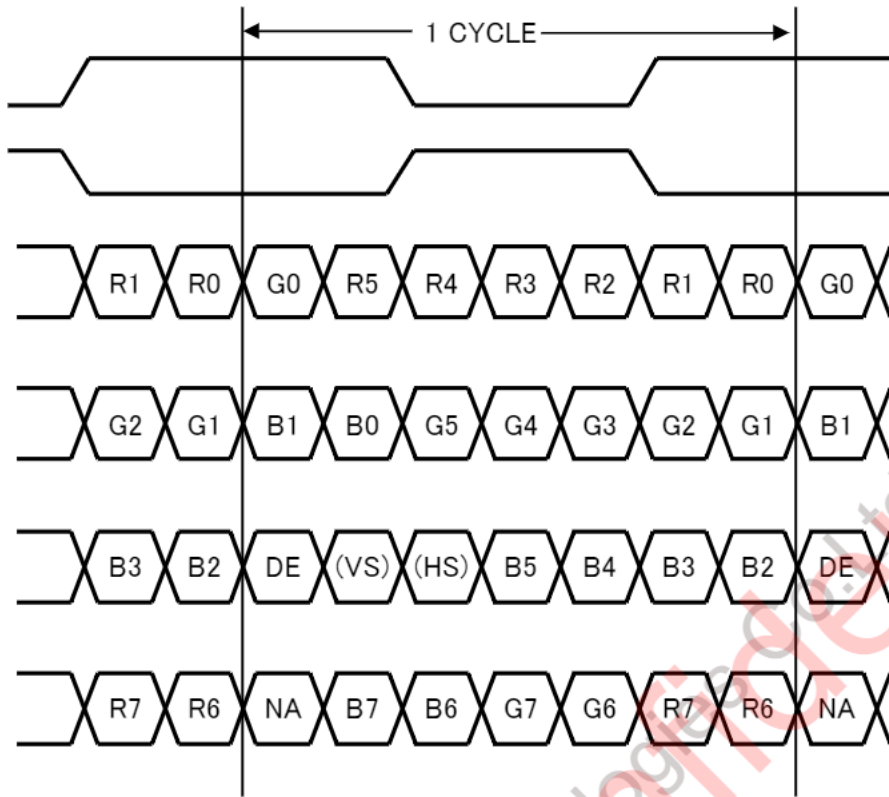 1 CYCLE
R1 R0 G0 R5 R4 R3 R2 R1 R0 G0
G2 G1 B1 B0 G5 G4 G3 G2 G1 B1
B3 B2 DE (VS) (HS) B5 B4 B3 B2 DE
R7 R6 NA B7 B6 G7 G6 R7 R6 NA